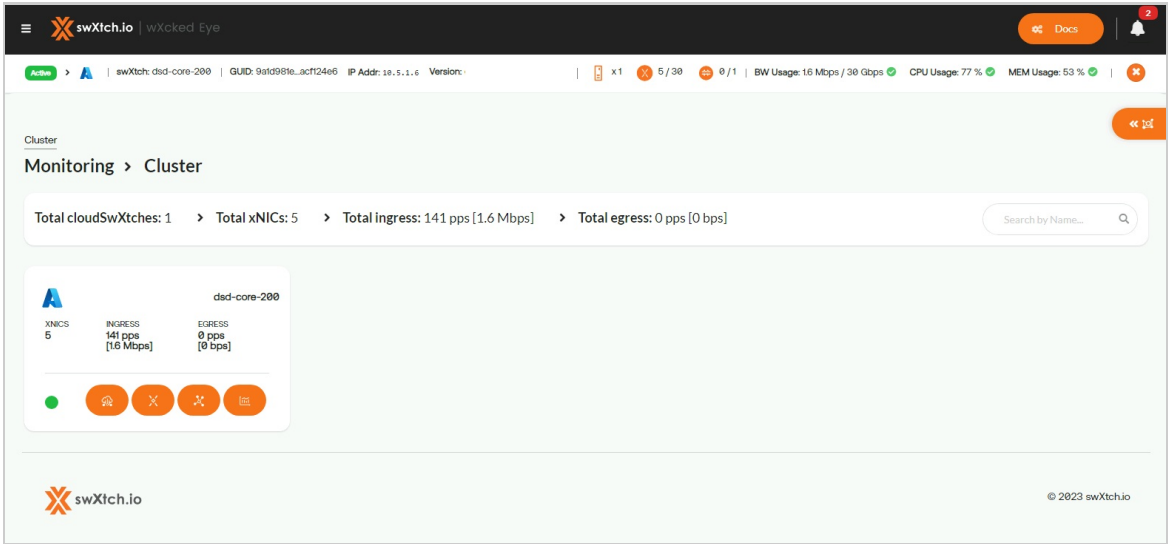 swXtch.io | wXcked Eye
Docs
2
Active > | swXtch: dsd-core-200 | GUID: 9a1d981e...acf124e6 IP Addr: 10.5.1.6 Version: | x1 5/30 0/1 | BW Usage: 1.6 Mbps / 30 Gbps CPU Usage: 77 % MEM Usage: 53 % |
Cluster
Monitoring > Cluster
Total cloudSwXtches: 1 > Total xNICs: 5 > Total ingress: 141 pps [1.6 Mbps] > Total egress: 0 pps [0 bps]
Search by Name...
dsd-core-200
XNICS INGRESS EGRESS
5 141 pps 0 pps
[1.6 Mbps] [0 bps]
swXtch.io
© 2023 swXtch.io